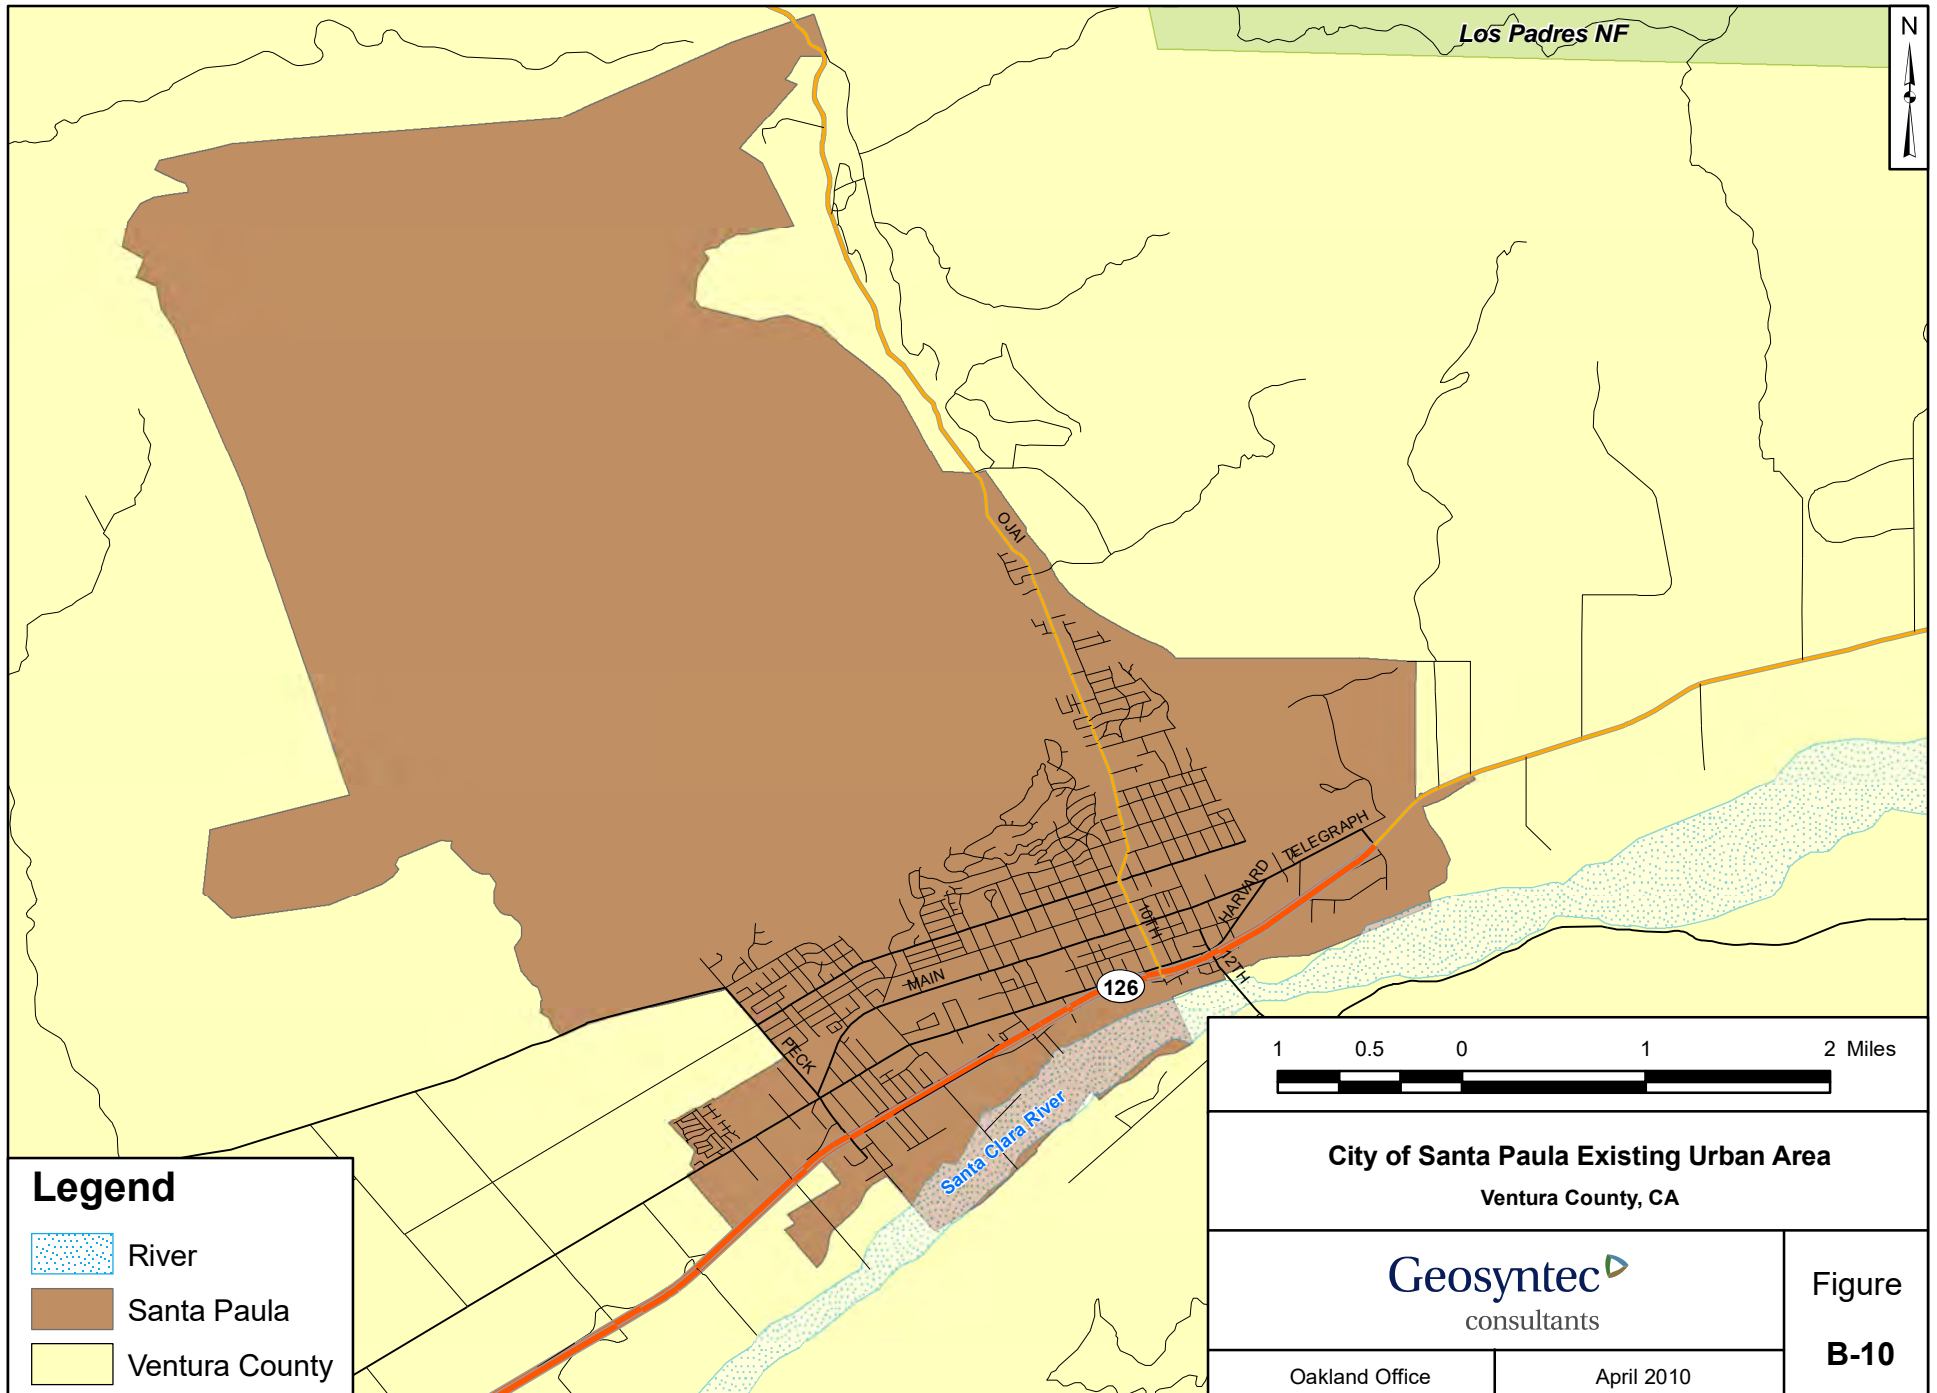 Los Padres NF
N
OJAI
TELEGRAPH
HARVARD
10TH
12TH
MAIN
126
PECK
Santa Clara River
1 0.5 0 1 2 Miles
City of Santa Paula Existing Urban Area
Ventura County, CA
Geosyntec
consultants
Figure
B-10
Oakland Office
April 2010
Legend
River
Santa Paula
Ventura County